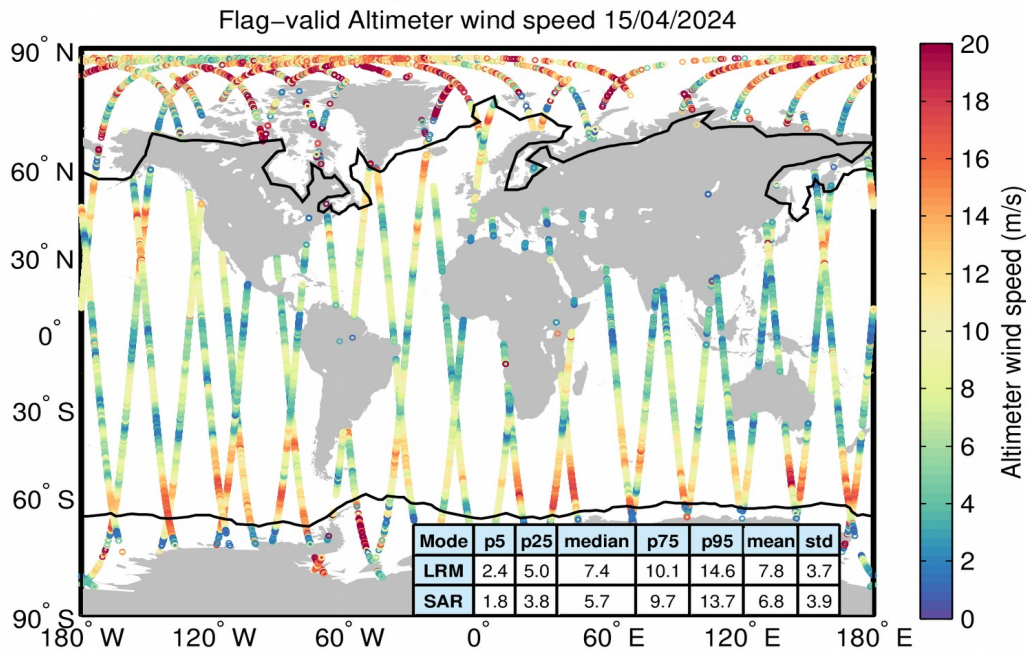 Flag−valid Altimeter wind speed 15/04/2024
90° N
60° N
30° N
0°
30° S
60° S
90° S
180° W
120° W
60° W
0°
60° E
120° E
180° E
Mode p5 p25 median p75 p95 mean std
LRM 2.4 5.0 7.4 10.1 14.6 7.8 3.7
SAR 1.8 3.8 5.7 9.7 13.7 6.8 3.9
20
18
16
14
12
10
8
6
4
2
0
Altimeter wind speed (m/s)